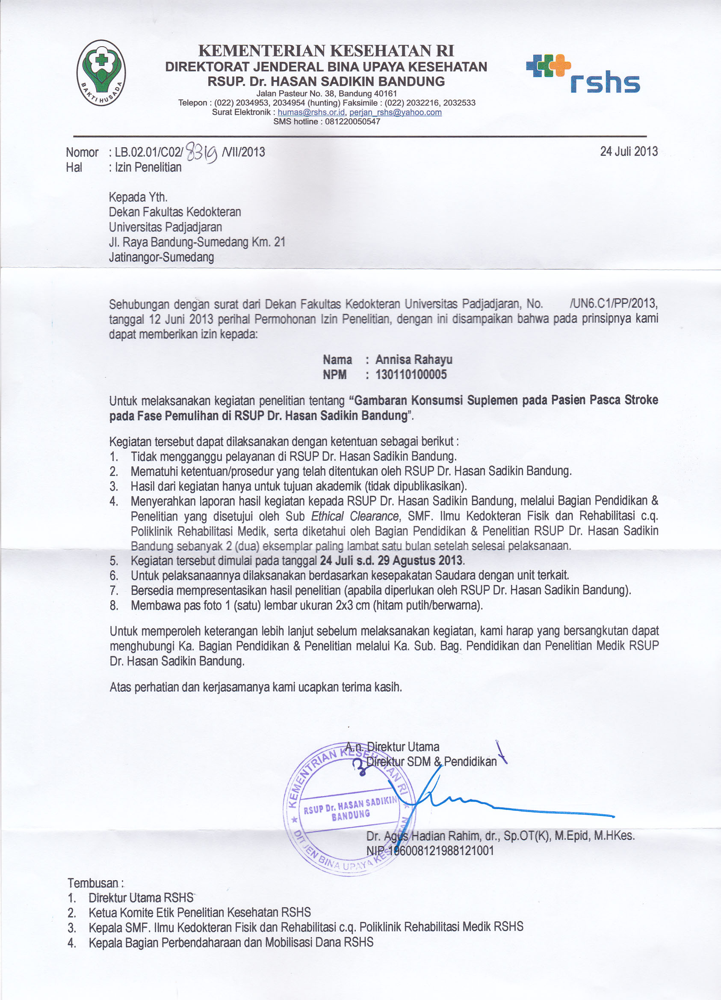 BAKTI HUSADA
KEMENTERIAN KESEHATAN RI
DIREKTORAT JENDERAL BINA UPAYA KESEHATAN
RSUP. Dr. HASAN SADIKIN BANDUNG
Jalan Pasteur No. 38, Bandung 40161
Telepon : (022) 2034953, 2034954 (hunting) Faksimile : (022) 2032216, 2032533
Surat Elektronik : humas@rshs.or.id, perjan_rshs@yahoo.com
SMS hotline : 081220050547
rshs
Nomor : LB.02.01/C02/ 8319 /VII/2013
24 Juli 2013
Hal : Izin Penelitian
Kepada Yth.
Dekan Fakultas Kedokteran
Universitas Padjadjaran
Jl. Raya Bandung-Sumedang Km. 21
Jatinangor-Sumedang
Sehubungan dengan surat dari Dekan Fakultas Kedokteran Universitas Padjadjaran, No. /UN6.C1/PP/2013,
tanggal 12 Juni 2013 perihal Permohonan Izin Penelitian, dengan ini disampaikan bahwa pada prinsipnya kami
dapat memberikan izin kepada:
Nama : Annisa Rahayu
NPM : 130110100005
Untuk melaksanakan kegiatan penelitian tentang “Gambaran Konsumsi Suplemen pada Pasien Pasca Stroke
pada Fase Pemulihan di RSUP Dr. Hasan Sadikin Bandung”.
Kegiatan tersebut dapat dilaksanakan dengan ketentuan sebagai berikut :
1. Tidak mengganggu pelayanan di RSUP Dr. Hasan Sadikin Bandung.
2. Mematuhi ketentuan/prosedur yang telah ditentukan oleh RSUP Dr. Hasan Sadikin Bandung.
3. Hasil dari kegiatan hanya untuk tujuan akademik (tidak dipublikasikan).
4. Menyerahkan laporan hasil kegiatan kepada RSUP Dr. Hasan Sadikin Bandung, melalui Bagian Pendidikan &
Penelitian yang disetujui oleh Sub Ethical Clearance, SMF. Ilmu Kedokteran Fisik dan Rehabilitasi c.q.
Poliklinik Rehabilitasi Medik, serta diketahui oleh Bagian Pendidikan & Penelitian RSUP Dr. Hasan Sadikin
Bandung sebanyak 2 (dua) eksemplar paling lambat satu bulan setelah selesai pelaksanaan.
5. Kegiatan tersebut dimulai pada tanggal 24 Juli s.d. 29 Agustus 2013.
6. Untuk pelaksanaannya dilaksanakan berdasarkan kesepakatan Saudara dengan unit terkait.
7. Bersedia mempresentasikan hasil penelitian (apabila diperlukan oleh RSUP Dr. Hasan Sadikin Bandung).
8. Membawa pas foto 1 (satu) lembar ukuran 2x3 cm (hitam putih/berwarna).
Untuk memperoleh keterangan lebih lanjut sebelum melaksanakan kegiatan, kami harap yang bersangkutan dapat
menghubungi Ka. Bagian Pendidikan & Penelitian melalui Ka. Sub. Bag. Pendidikan dan Penelitian Medik RSUP
Dr. Hasan Sadikin Bandung.
Atas perhatian dan kerjasamanya kami ucapkan terima kasih.
A.n. Direktur Utama
Direktur SDM & Pendidikan
KEMENTRIAN KESEHATAN RI
RSUP Dr. HASAN SADIKIN
BANDUNG
DITJEN BINA UPAYA KESEHATAN
Dr. Agus Hadian Rahim, dr., Sp.OT(K), M.Epid, M.HKes.
NIP 196008121988121001
Tembusan :
1. Direktur Utama RSHS
2. Ketua Komite Etik Penelitian Kesehatan RSHS
3. Kepala SMF. Ilmu Kedokteran Fisik dan Rehabilitasi c.q. Poliklinik Rehabilitasi Medik RSHS
4. Kepala Bagian Perbendaharaan dan Mobilisasi Dana RSHS